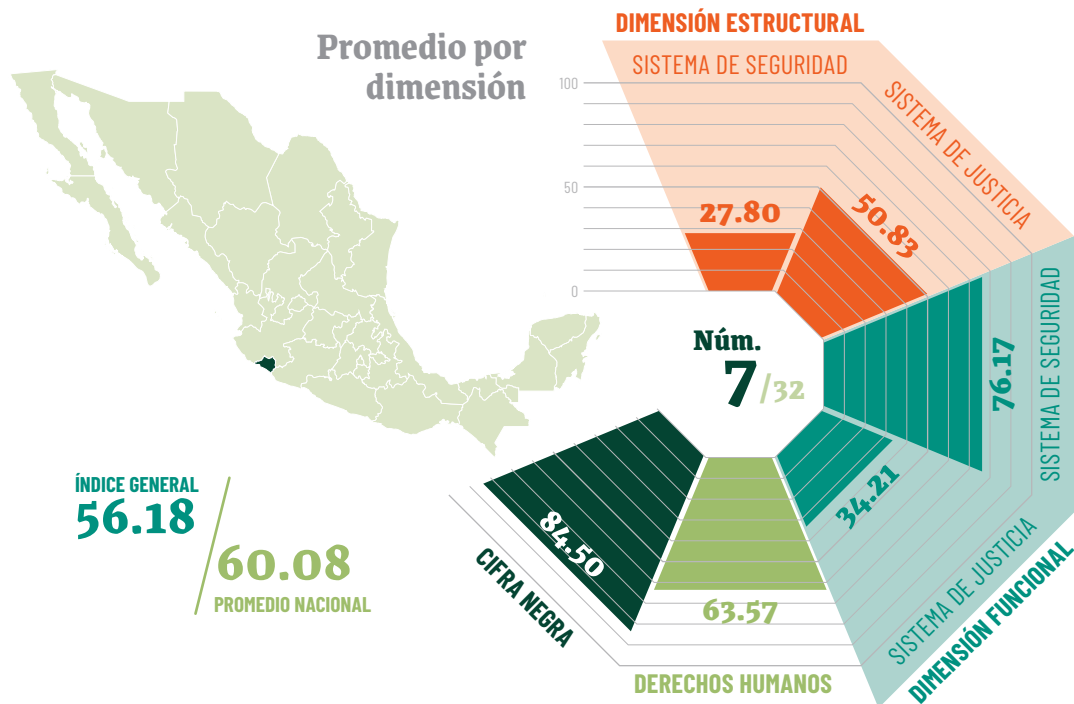 Promedio por
dimensión
DIMENSIÓN ESTRUCTURAL
SISTEMA DE SEGURIDAD
SISTEMA DE JUSTICIA
100
50
0
27.80
50.83
SISTEMA DE SEGURIDAD
76.17
Núm.
7/32
34.21
SISTEMA DE JUSTICIA
DIMENSIÓN FUNCIONAL
63.57
DERECHOS HUMANOS
84.50
CIFRA NEGRA
ÍNDICE GENERAL
56.18
60.08
PROMEDIO NACIONAL